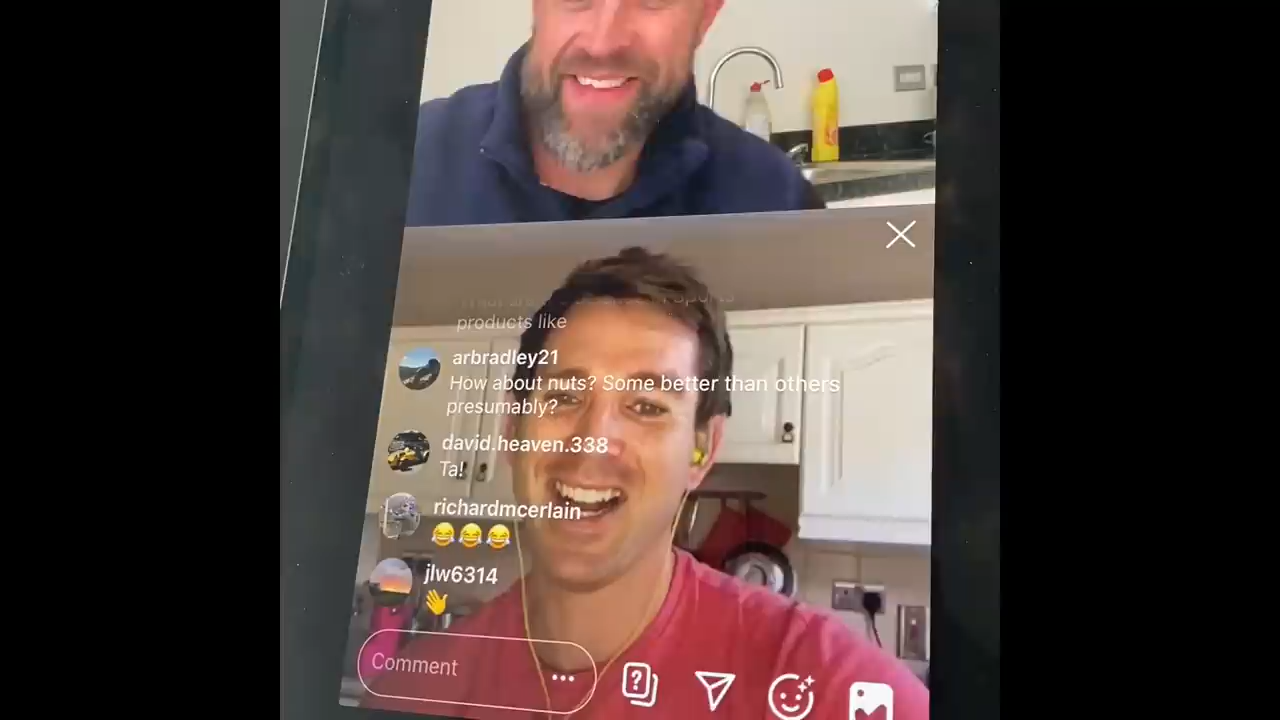 products like
arbradley21
How about nuts? Some better than others
presumably?
david.heaven.338
Ta!
richardmcerlain
😂😂😂
jlw6314
👋
Comment